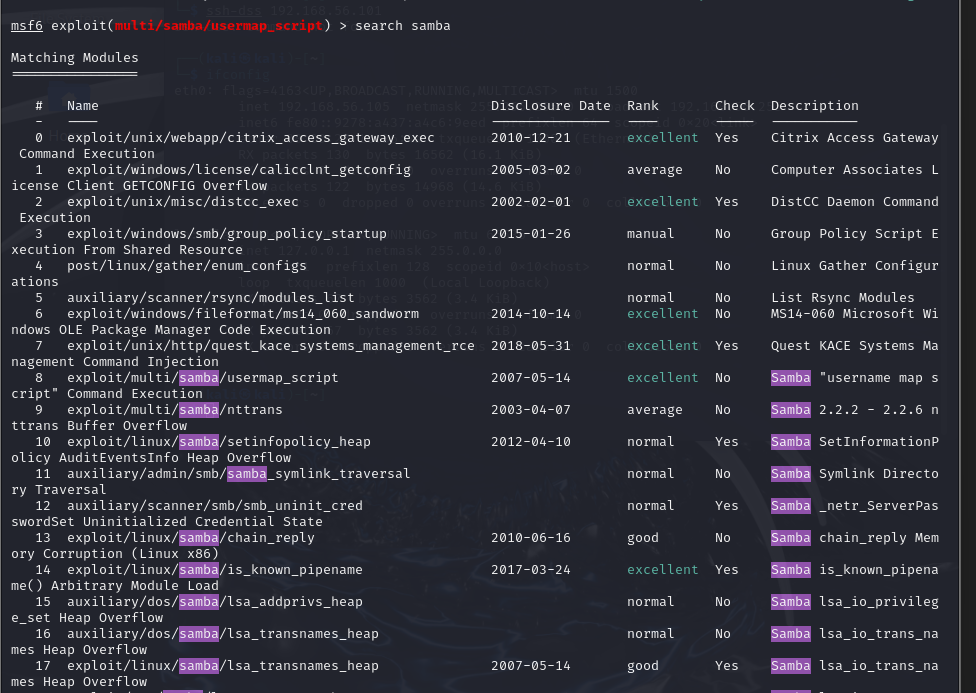 msf6 exploit(multi/samba/usermap_script) > search samba
Matching Modules
================
# Name Disclosure Date Rank Check Description
- ---- --------------- ---- ----- -----------
0 exploit/unix/webapp/citrix_access_gateway_exec 2010-12-21 excellent Yes Citrix Access Gateway
Command Execution
1 exploit/windows/license/calicclnt_getconfig 2005-03-02 average No Computer Associates L
icense Client GETCONFIG Overflow
2 exploit/unix/misc/distcc_exec 2002-02-01 excellent Yes DistCC Daemon Command
Execution
3 exploit/windows/smb/group_policy_startup 2015-01-26 manual No Group Policy Script E
xecution From Shared Resource
4 post/linux/gather/enum_configs normal No Linux Gather Configur
ations
5 auxiliary/scanner/rsync/modules_list normal No List Rsync Modules
6 exploit/windows/fileformat/ms14_060_sandworm 2014-10-14 excellent No MS14-060 Microsoft Wi
ndows OLE Package Manager Code Execution
7 exploit/unix/http/quest_kace_systems_management_rce 2018-05-31 excellent Yes Quest KACE Systems Ma
nagement Command Injection
8 exploit/multi/samba/usermap_script 2007-05-14 excellent No Samba "username map s
cript" Command Execution
9 exploit/multi/samba/nttrans 2003-04-07 average No Samba 2.2.2 - 2.2.6 n
ttrans Buffer Overflow
10 exploit/linux/samba/setinfopolicy_heap 2012-04-10 normal Yes Samba SetInformationP
olicy AuditEventsInfo Heap Overflow
11 auxiliary/admin/smb/samba_symlink_traversal normal No Samba Symlink Directo
ry Traversal
12 auxiliary/scanner/smb/smb_uninit_cred normal Yes Samba _netr_ServerPas
swordSet Uninitialized Credential State
13 exploit/linux/samba/chain_reply 2010-06-16 good No Samba chain_reply Mem
ory Corruption (Linux x86)
14 exploit/linux/samba/is_known_pipename 2017-03-24 excellent Yes Samba is_known_pipena
me() Arbitrary Module Load
15 auxiliary/dos/samba/lsa_addprivs_heap normal No Samba lsa_io_privileg
e_set Heap Overflow
16 auxiliary/dos/samba/lsa_transnames_heap normal No Samba lsa_io_trans_na
mes Heap Overflow
17 exploit/linux/samba/lsa_transnames_heap 2007-05-14 good Yes Samba lsa_io_trans_na
mes Heap Overflow